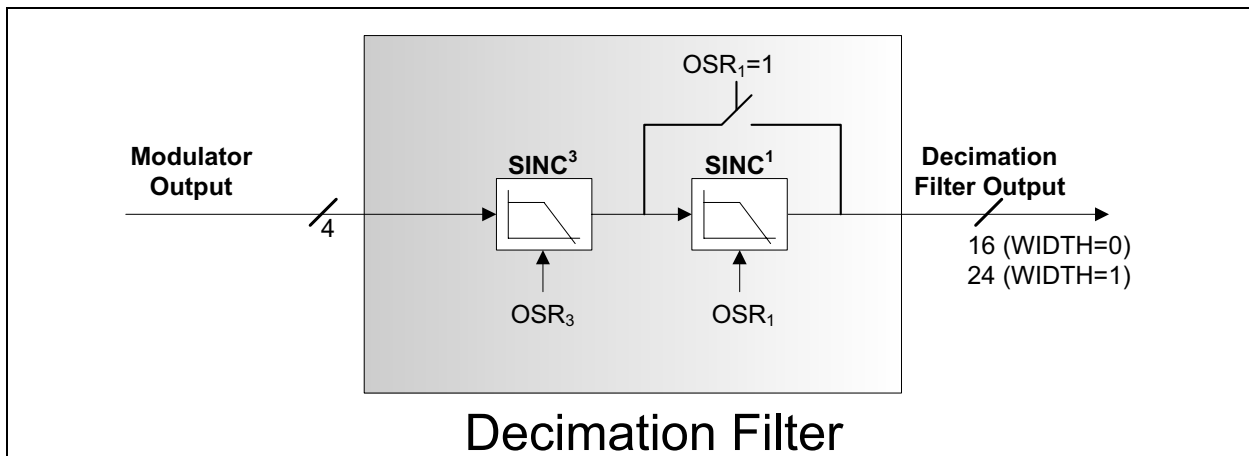 OSR₁=1
Modulator
Output
SINC³
SINC¹
Decimation
Filter Output
4
16 (WIDTH=0)
24 (WIDTH=1)
OSR₃
OSR₁
Decimation Filter